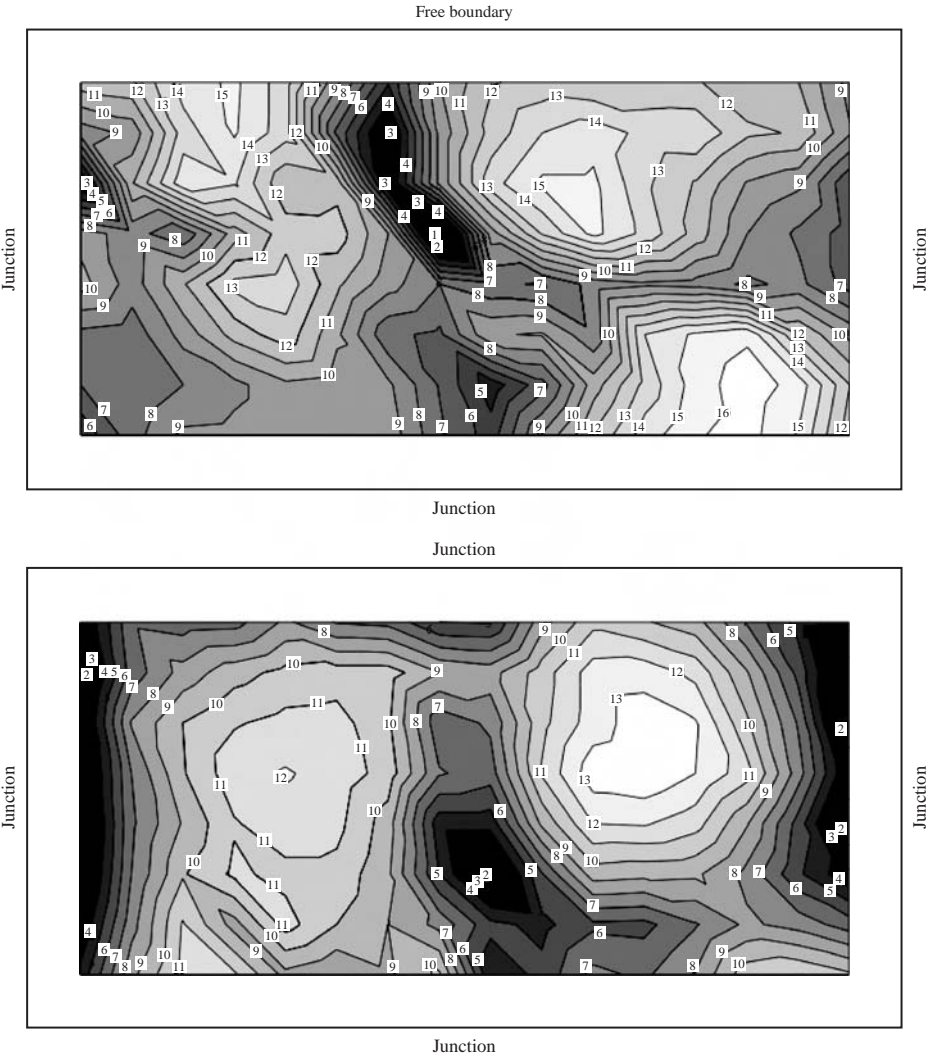 Free boundary
11 12 14 15 11 9 8 7 6 4 9 10 11 12 13 12 9
10 13
9 14 12 10 3 14 11 10
13 4 13
3 4 5 6 7 8 12 9 3 3 4 4 13 15 14 9
9 8 11 10 12 12 1 2 12
Junction
Junction
10 9 13 8 7 8 7 8 9 9 10 11 8 9 7 8
11 9 11
12 8 10 12 13 14 10
10 5 7
7 6 8 9 9 8 7 6 9 10 11 12 13 14 15 16 15 12
Junction
Junction
8 9 10 11 8 6 5
3 2 4 5 6 7 8 9 10 9 12
10 11 7 8 10 13 10 2
Junction
Junction
11 12 11 11 13 11 9
10 6 12 2 3
11 9 8 10
10 11 5 4 3 2 5 8 7 6 5 4
11 10 9 7 7 6
4 6 7 8 9 10 11 9 10 8 6 5 7 8 9 10
Junction